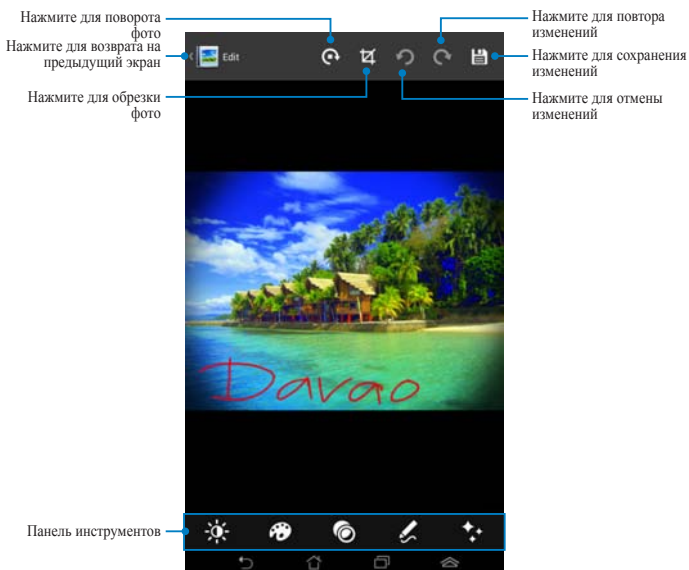 Нажмите для поворота
фото
Нажмите для возврата на
предыдущий экран
Нажмите для обрезки
фото
Edit
Нажмите для повтора
изменений
Нажмите для сохранения
изменений
Нажмите для отмены
изменений
Davao
Панель инструментов